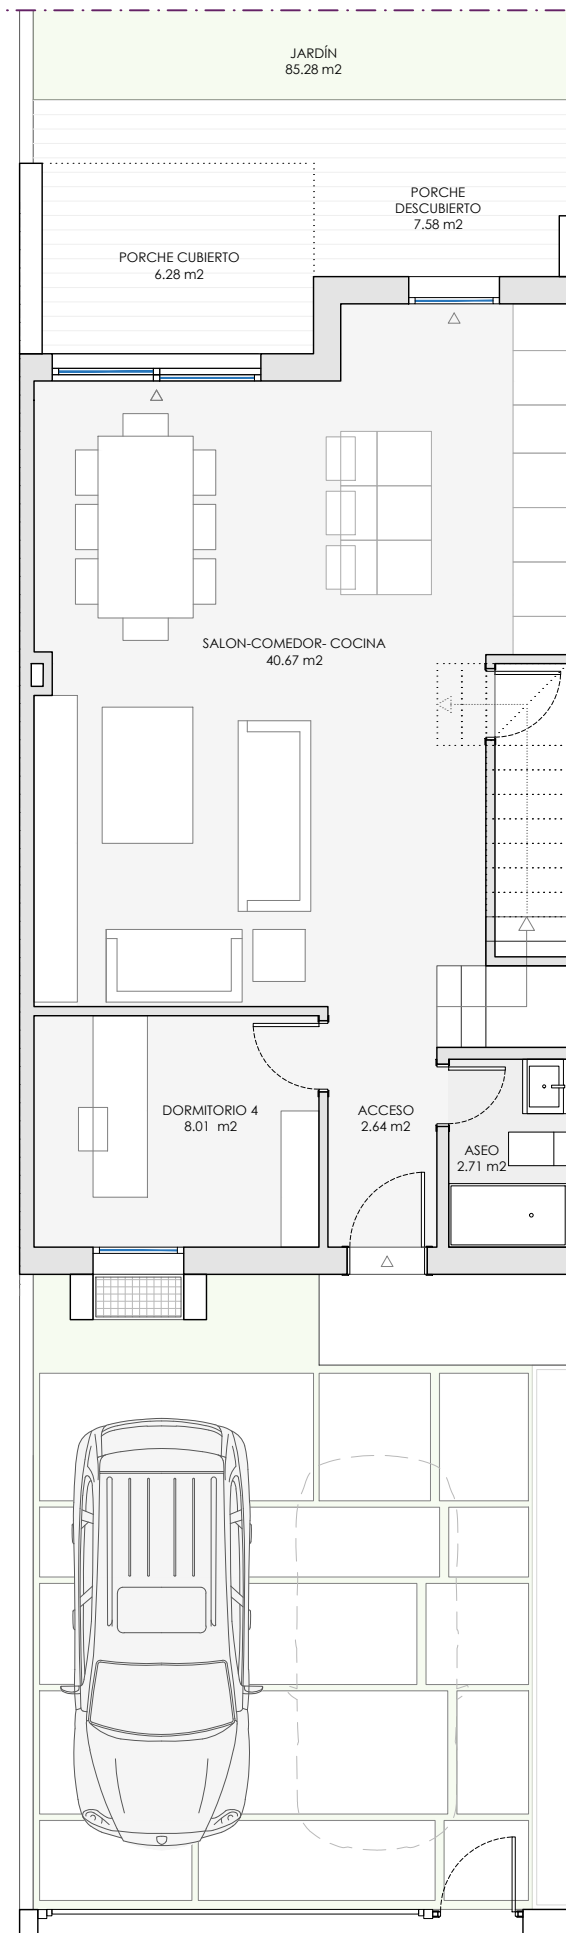 JARDÍN
85.28 m2
PORCHE
DESCUBIERTO
7.58 m2
PORCHE CUBIERTO
6.28 m2
SALON-COMEDOR- COCINA
40.67 m2
DORMITORIO 4
8.01 m2
ACCESO
2.64 m2
ASEO
2.71 m2